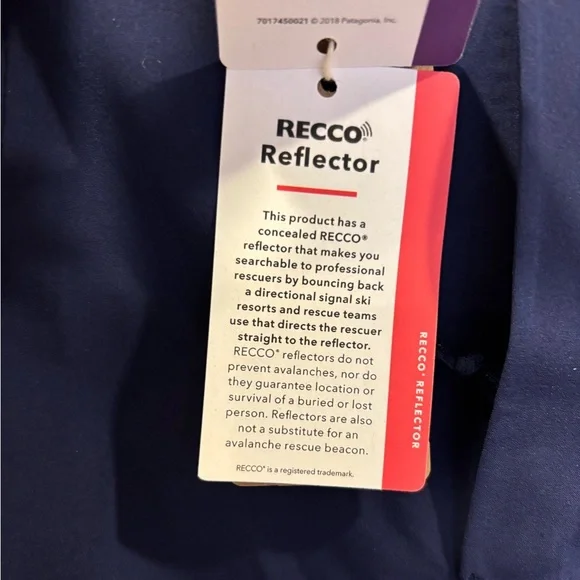 7017450021 © 2018 Patagonia, Inc.
RECCO®
Reflector
This product has a
concealed RECCO®
reflector that makes you
searchable to professional
rescuers by bouncing back
a directional signal ski
resorts and rescue teams
use that directs the rescuer
straight to the reflector.
RECCO® reflectors do not
prevent avalanches, nor do
they guarantee location or
survival of a buried or lost
person. Reflectors are also
not a substitute for an
avalanche rescue beacon.
RECCO® is a registered trademark.
RECCO® REFLECTOR